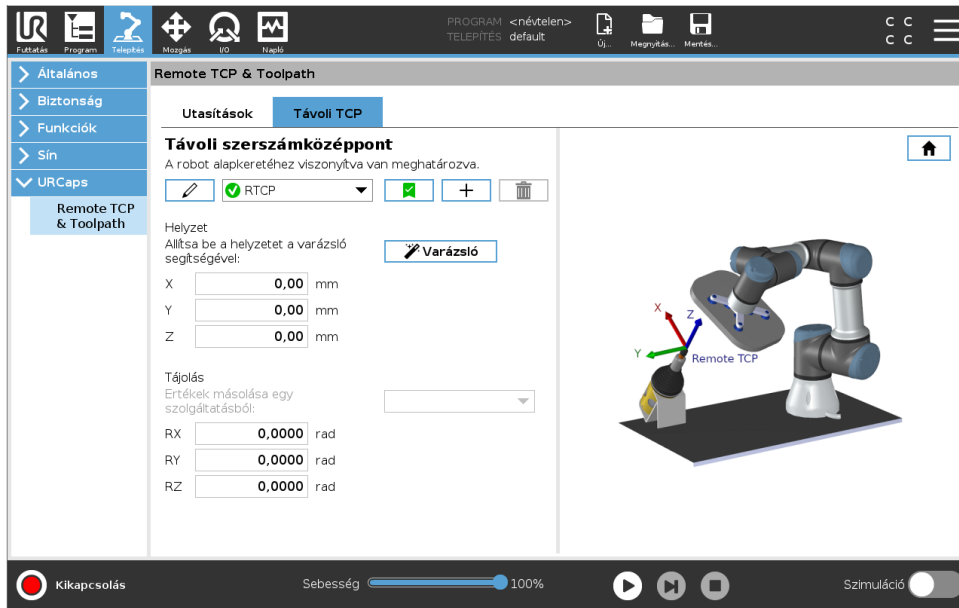 UR
PROGRAM <névtelen>
TELEPÍTÉS default
C C
C C
Futtatás Program Telepítés Mozgás I/O Napló Új... Megnyitás... Mentés...
Általános
Biztonság
Funkciók
Sín
URCaps
Remote TCP
& Toolpath
Remote TCP & Toolpath
Utasítások Távoli TCP
Távoli szerszámközéppont
A robot alapkeretéhez viszonyítva van meghatározva.
RTCP
Helyzet
Allítsa be a helyzetet a varázsló
segítségével:
Varázsló
X 0,00 mm
Y 0,00 mm
Z 0,00 mm
Tájolás
Ertékek másolása egy
szolgáltatásból:
RX 0,0000 rad
RY 0,0000 rad
RZ 0,0000 rad
X
Z
Y
Remote TCP
Kikapcsolás Sebesség 100% Szimuláció